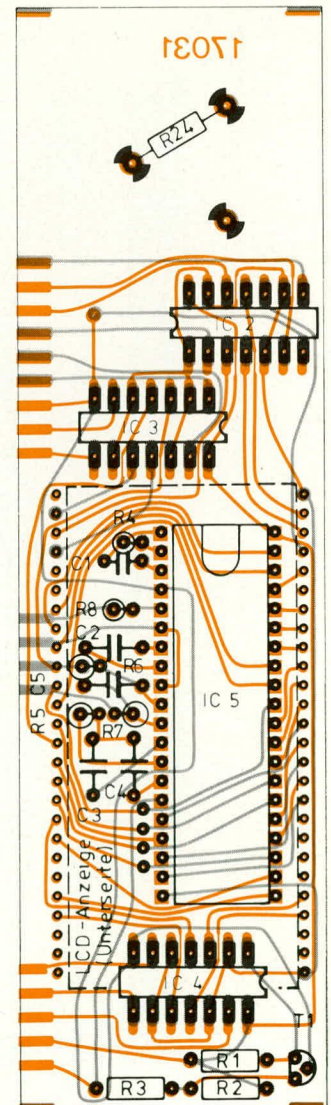 17031
R24
IC 2
IC 3
R4
C1
R8
C2
R6
C5
R5
IC 5
R7
C4
C3
LCD-Anzeige
(Unterseite)
IC 4
T1
R1
R3
R2